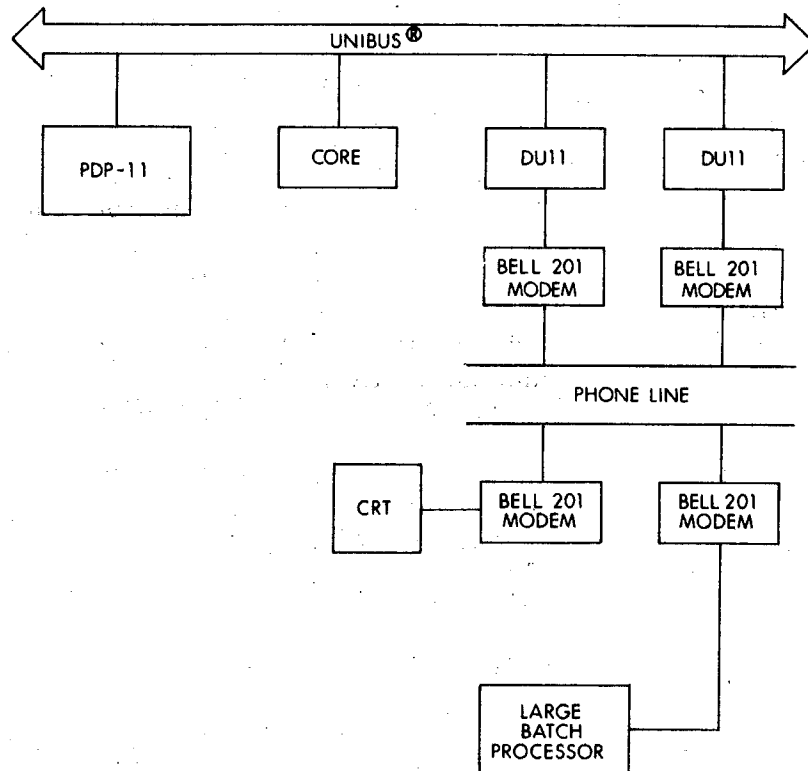 UNIBUS®
PDP-11
CORE
DU11
DU11
BELL 201
MODEM
BELL 201
MODEM
PHONE LINE
CRT
BELL 201
MODEM
BELL 201
MODEM
LARGE
BATCH
PROCESSOR